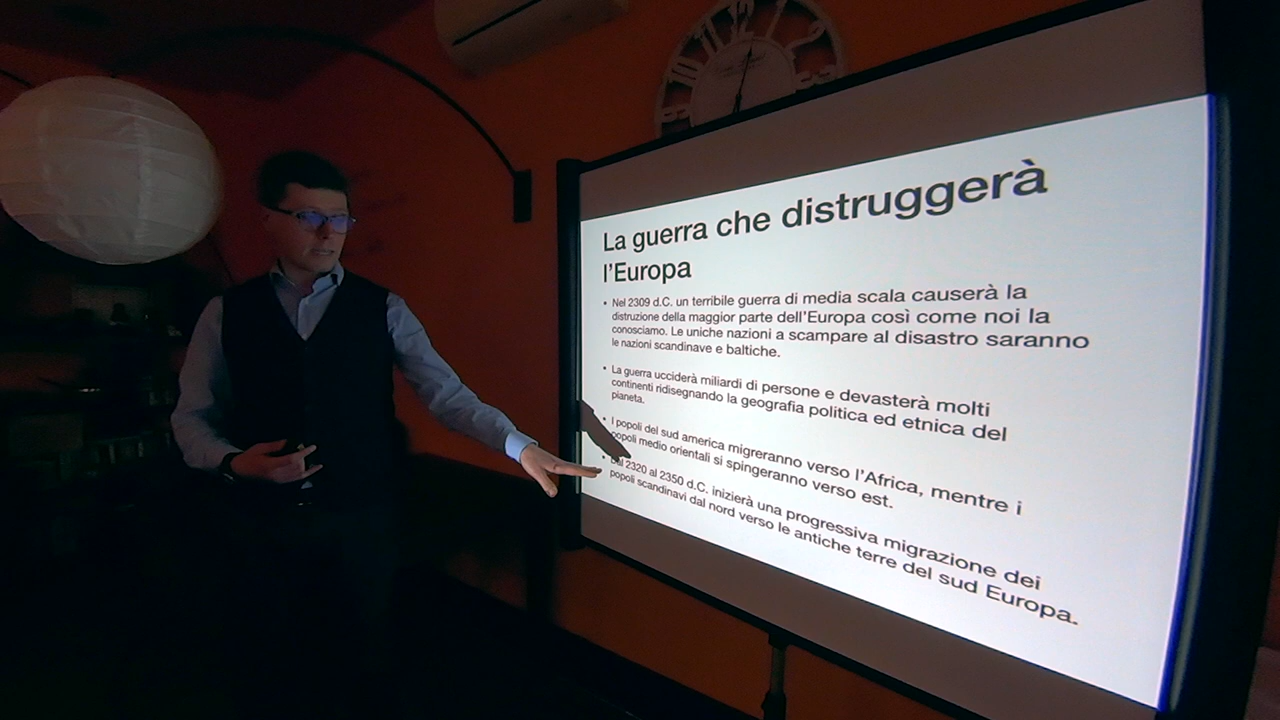 La guerra che distruggerà
l'Europa
• Nel 2309 d.C. un terribile guerra di media scala causerà la
distruzione della maggior parte dell'Europa così come noi la
conosciamo. Le uniche nazioni a scampare al disastro saranno
le nazioni scandinave e baltiche.
• La guerra ucciderà miliardi di persone e devasterà molti
continenti ridisegnando la geografia politica ed etnica del
pianeta.
• I popoli del sud america migreranno verso l'Africa, mentre i
popoli medio orientali si spingeranno verso est.
• Dal 2320 al 2350 d.C. inizierà una progressiva migrazione dei
popoli scandinavi dal nord verso le antiche terre del sud Europa.